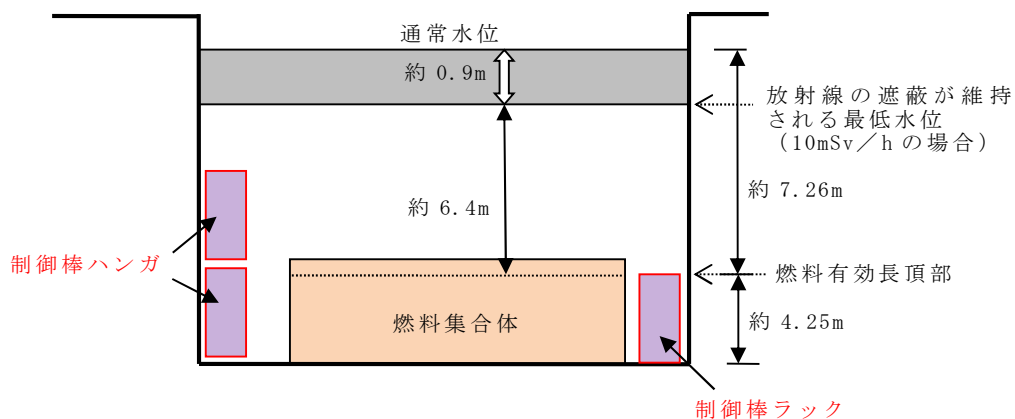 通常水位
約 0.9m
放射線の遮蔽が維持
される最低水位
（10mSv／h の場合）
約 7.26m
約 6.4m
制御棒ハンガ
燃料有効長頂部
燃料集合体
約 4.25m
制御棒ラック